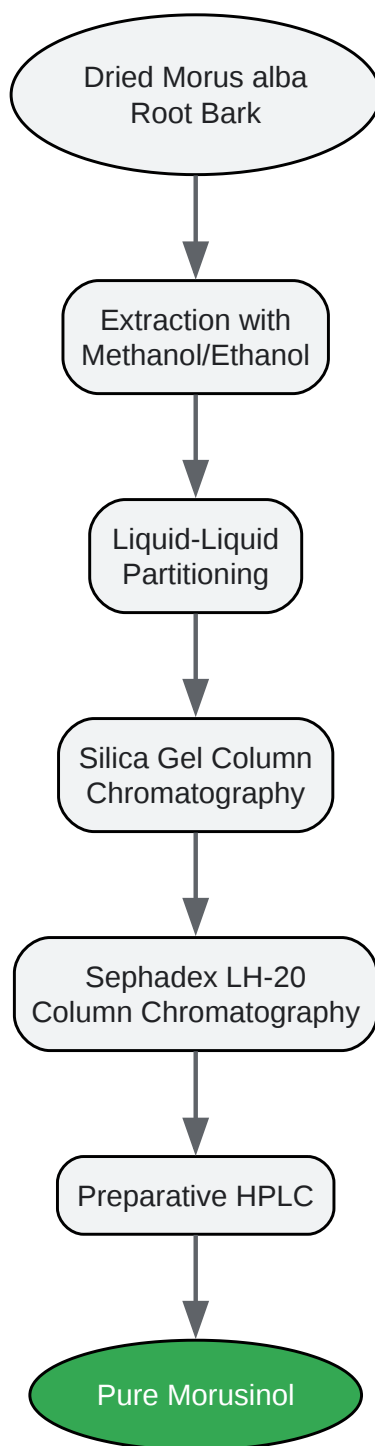 Dried Morus alba
Root Bark
Extraction with
Methanol/Ethanol
Liquid-Liquid
Partitioning
Silica Gel Column
Chromatography
Sephadex LH-20
Column Chromatography
Preparative HPLC
Pure Morusinol